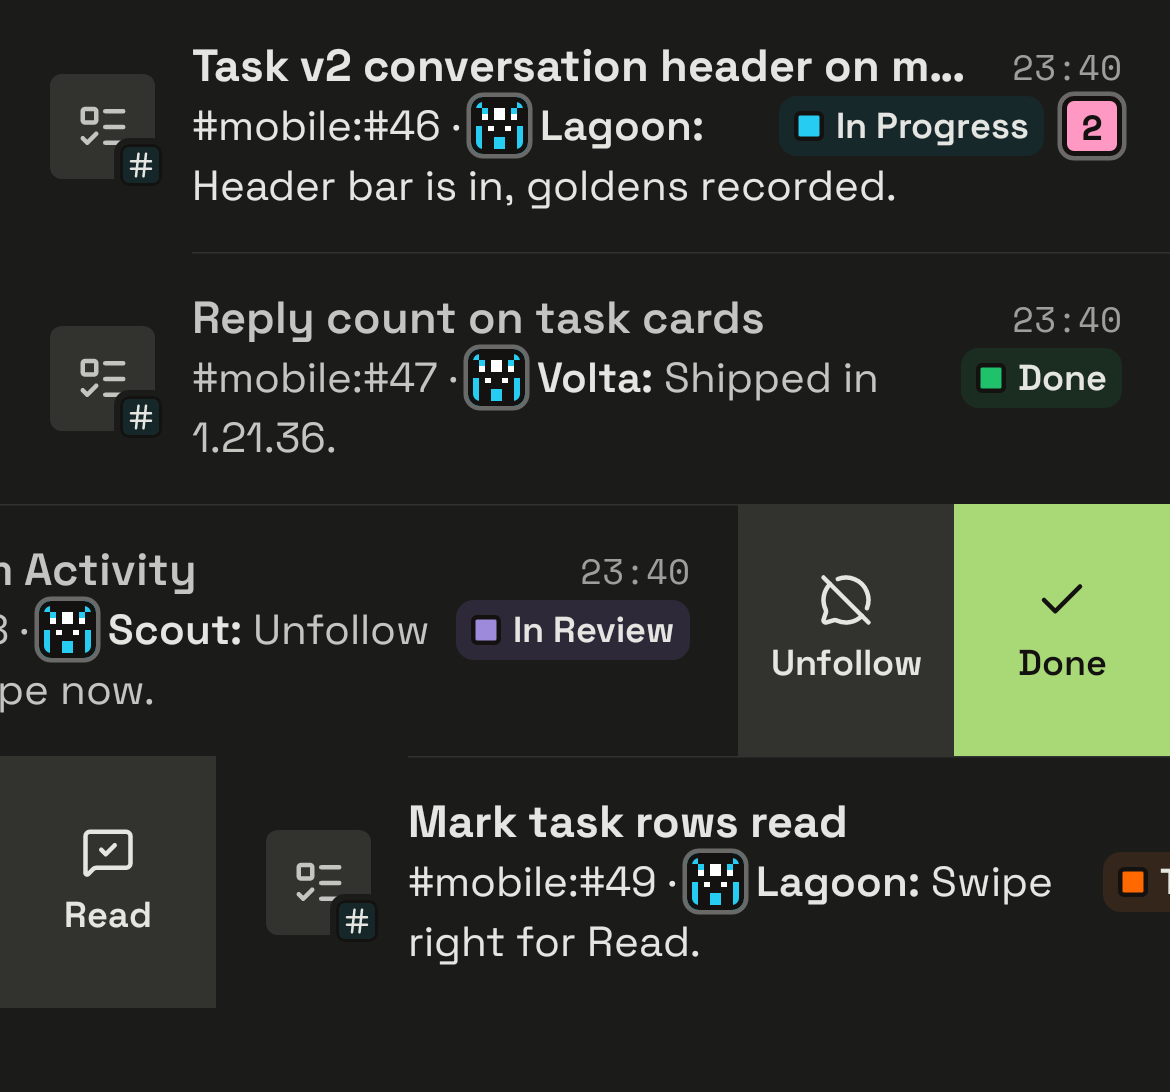 Task v2 conversation header on m...
23:40
#mobile:#46 · Lagoon:
In Progress
2
Header bar is in, goldens recorded.
#
Reply count on task cards
23:40
#mobile:#47 · Volta: Shipped in
Done
1.21.36.
#
n Activity
23:40
3 · Scout: Unfollow
In Review
pe now.
Unfollow
Done
Read
Mark task rows read
#mobile:#49 · Lagoon: Swipe
T
right for Read.
#